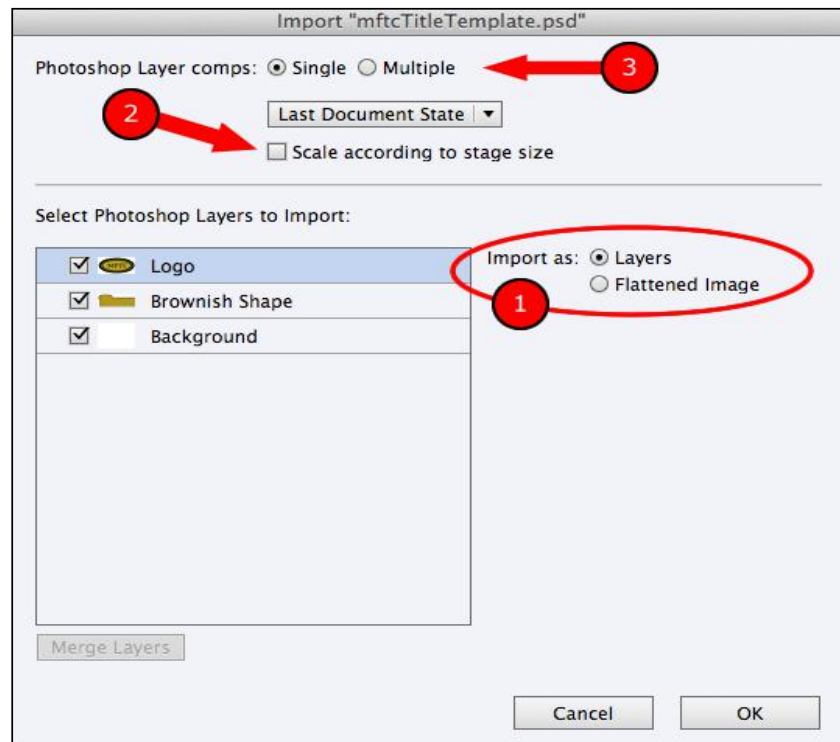 Import "mftcTitleTemplate.psd"
Photoshop Layer comps: Single Multiple
3
2
Last Document State
Scale according to stage size
Select Photoshop Layers to Import:
Logo
Brownish Shape
Background
Import as: Layers
Flattened Image
1
Merge Layers
Cancel OK